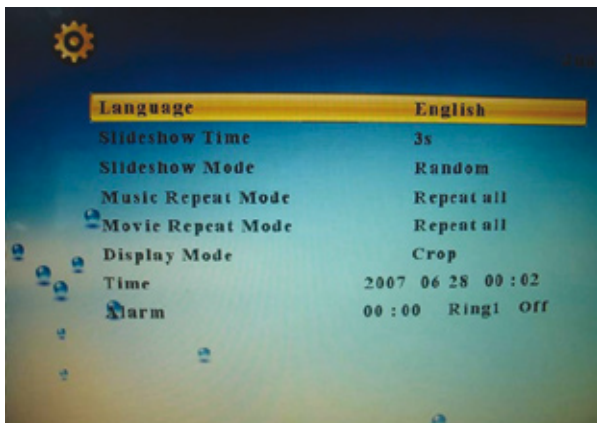 Language English
Slideshow Time 3s
Slideshow Mode Random
Music Repeat Mode Repeat all
Movie Repeat Mode Repeat all
Display Mode Crop
Time 2007 06 28 00 : 02
Alarm 00 : 00 Ring1 Off